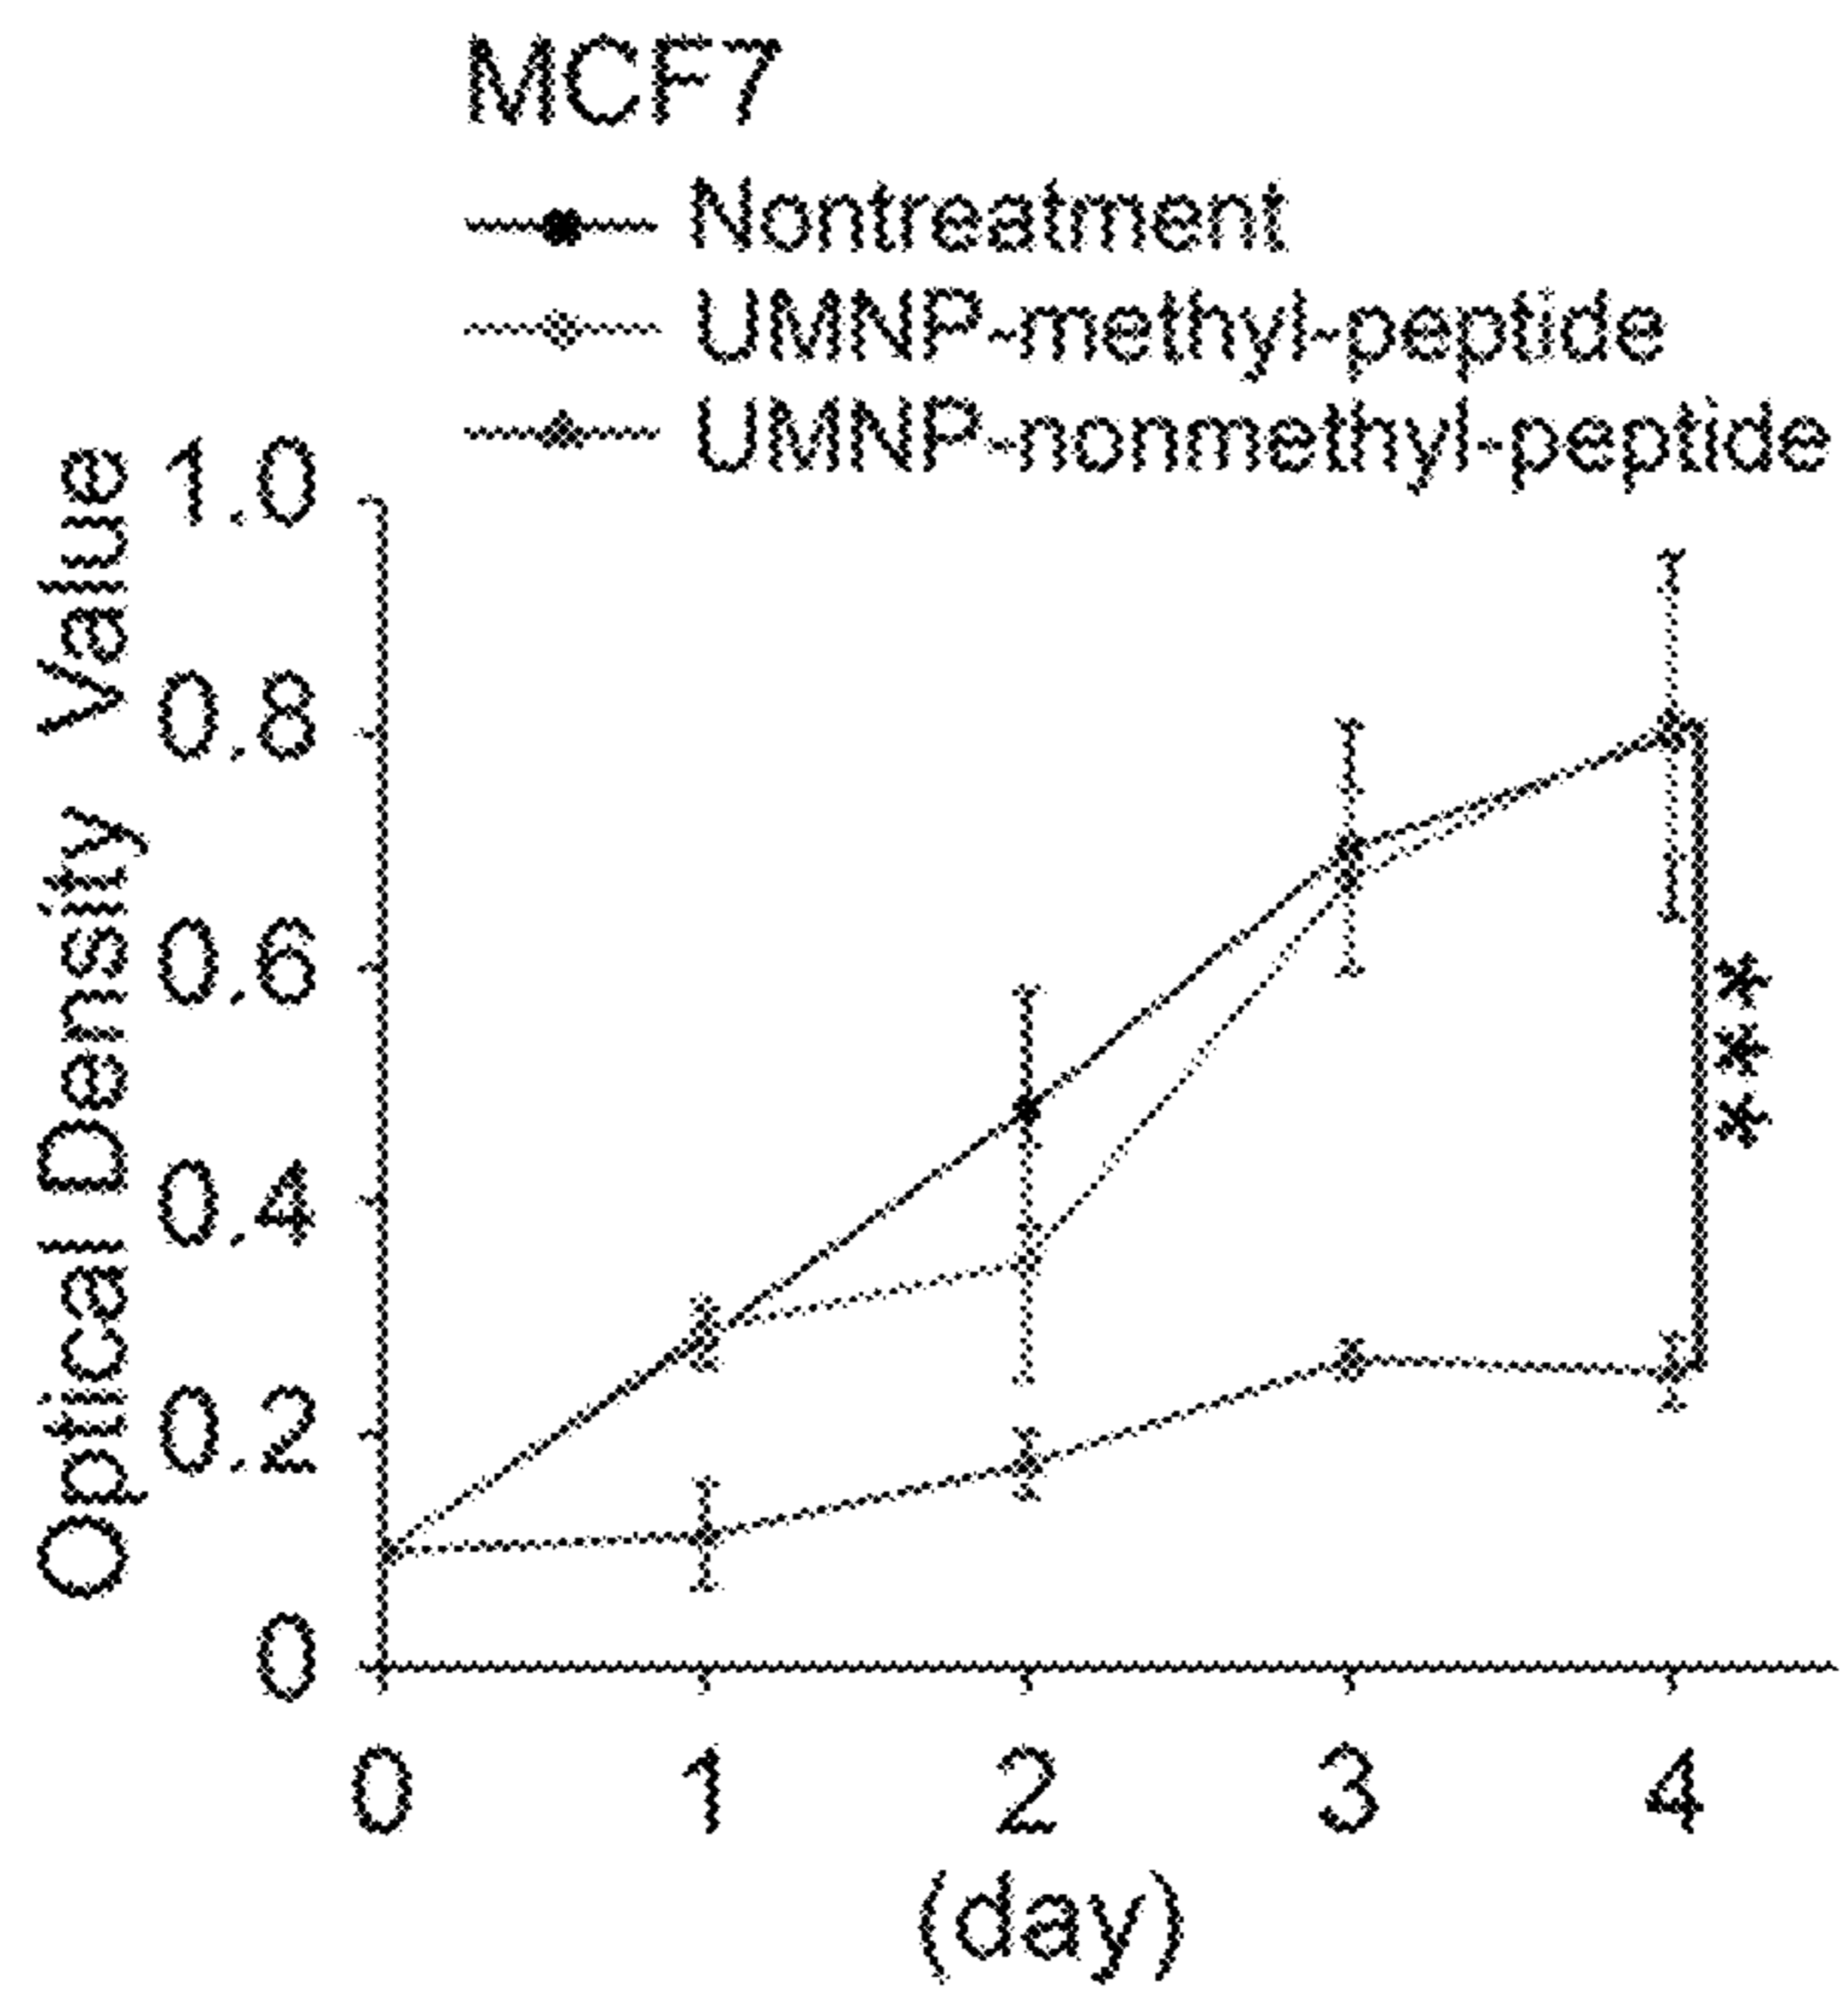 MCF7
Nontreatment
UMNP-methyl-peptide
UMNP-nonmethyl-peptide
Optical Density Value
1.0
0.8
0.6
0.4
0.2
0
***
0 1 2 3 4
(day)